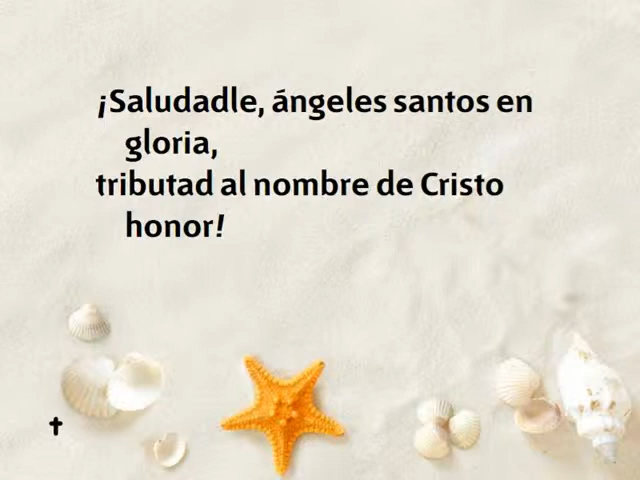 ¡Saludadle, ángeles santos en
gloria,
tributad al nombre de Cristo
honor!